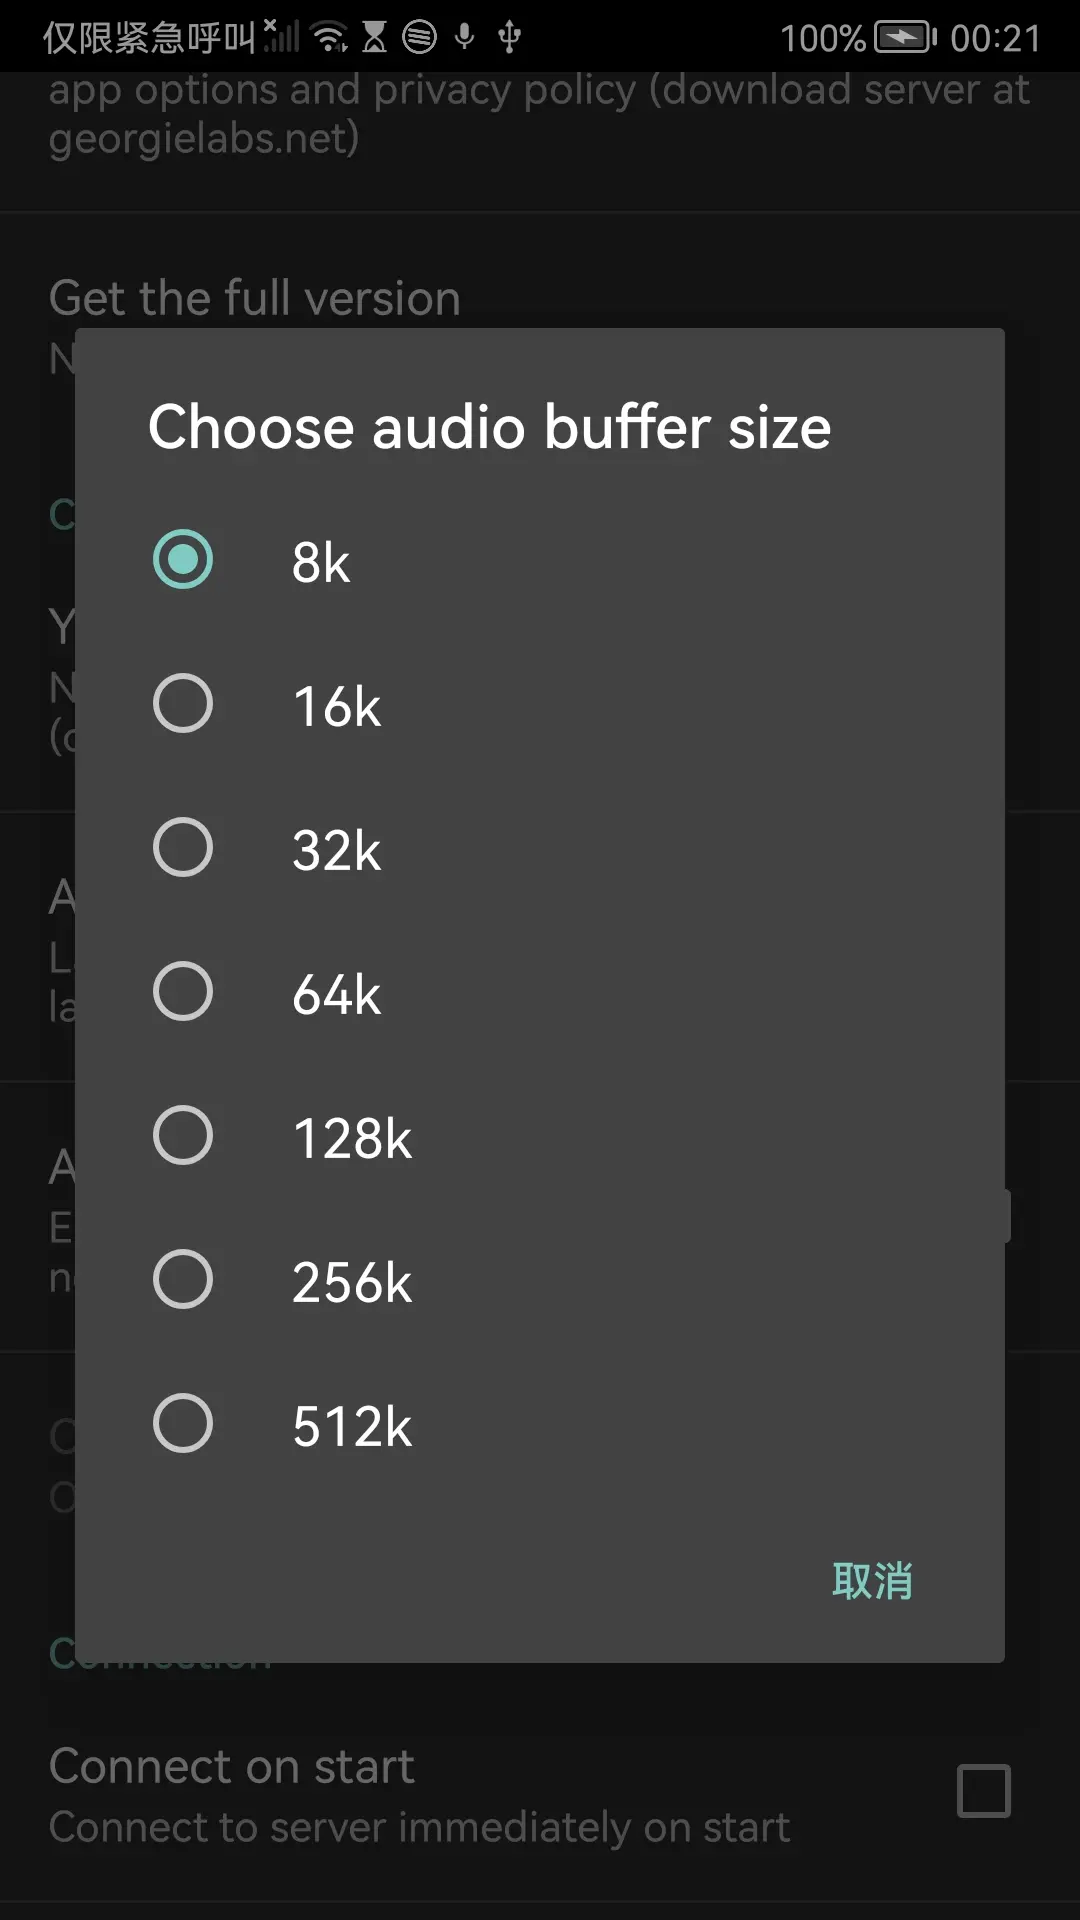 仅限紧急呼叫
100%
00:21
app options and privacy policy (download server at
georgielabs.net)
Get the full version
Choose audio buffer size
8k
16k
32k
64k
128k
256k
512k
取消
Connection
Connect on start
Connect to server immediately on start